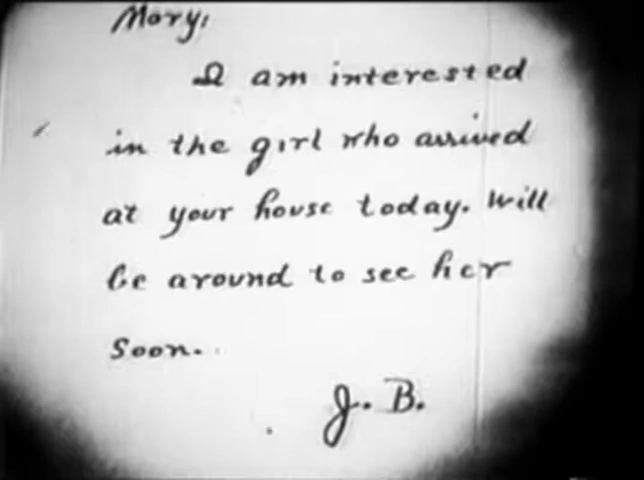 Mary,
I am interested
in the girl who arrived
at your house today. Will
be around to see her
soon.
J. B.